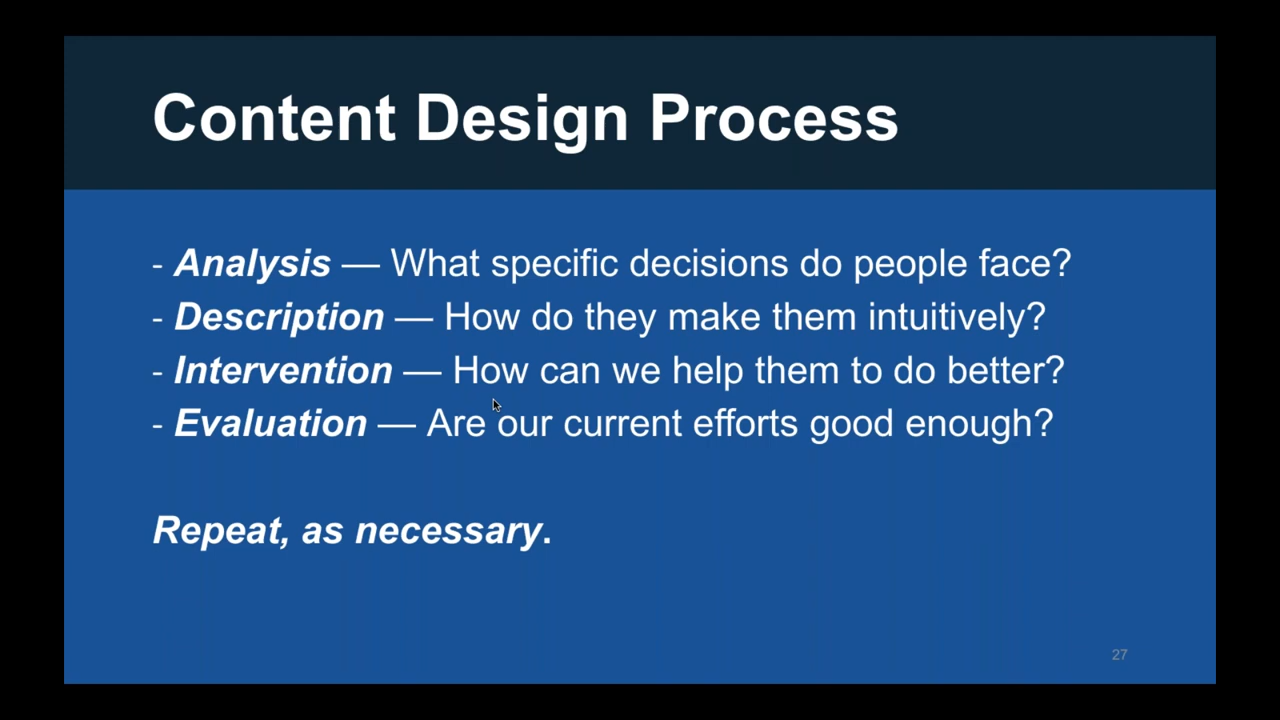 Content Design Process
- Analysis — What specific decisions do people face?
- Description — How do they make them intuitively?
- Intervention — How can we help them to do better?
- Evaluation — Are our current efforts good enough?
Repeat, as necessary.
27